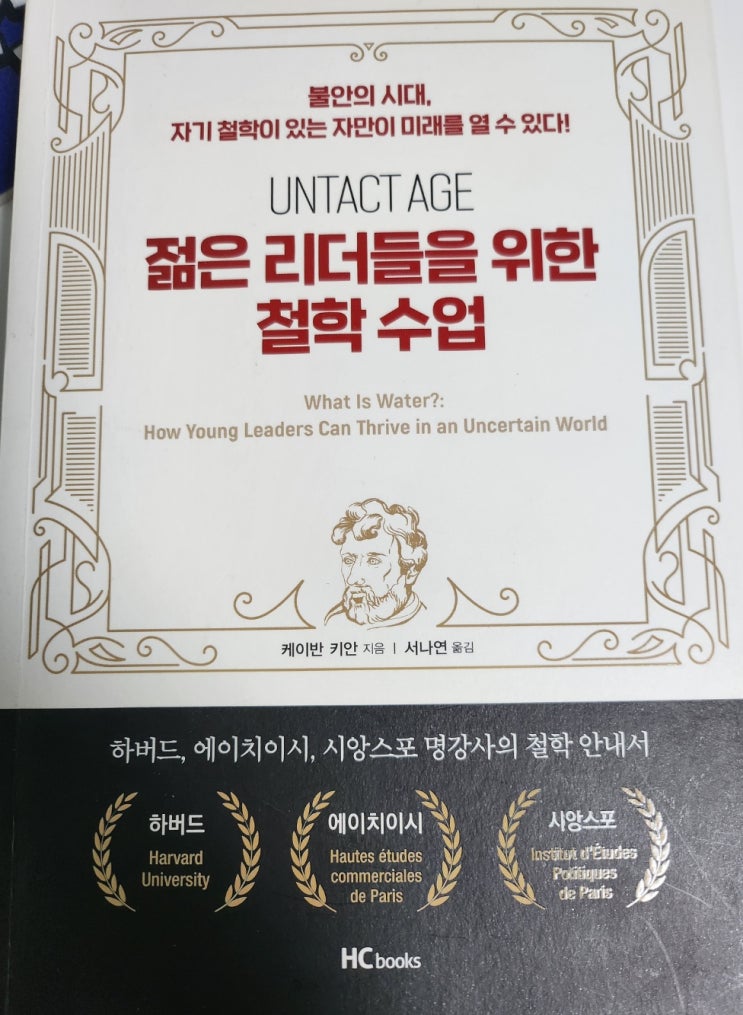 불안의 시대,
자기 철학이 있는 자만이 미래를 열 수 있다!
UNTACT AGE
젊은 리더들을 위한
철학 수업
What Is Water?:
How Young Leaders Can Thrive in an Uncertain World
케이반 키안 지음 | 서나연 옮김
하버드, 에이치이시, 시앙스포 명강사의 철학 안내서
하버드
Harvard
University
에이치이시
Hautes études
commerciales
de Paris
시앙스포
Institut d'Études
Politiques
de Paris
HC books